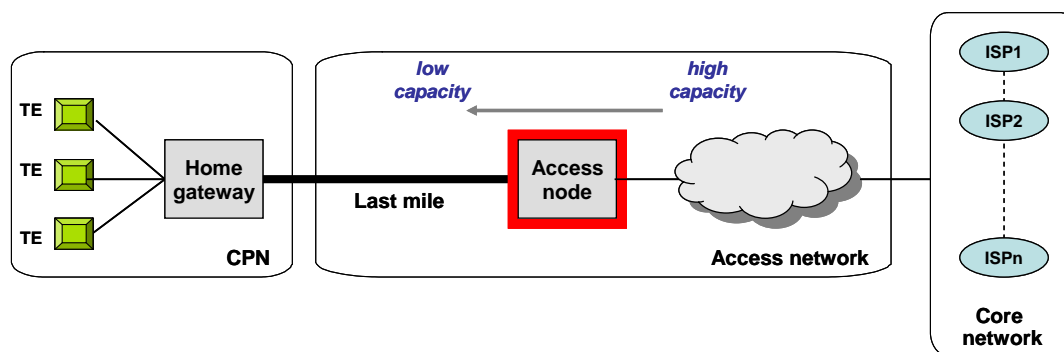 TE
TE
TE
Home
gateway
CPN
low
capacity
high
capacity
Last mile
Access
node
Access network
ISP1
ISP2
ISPn
Core
network